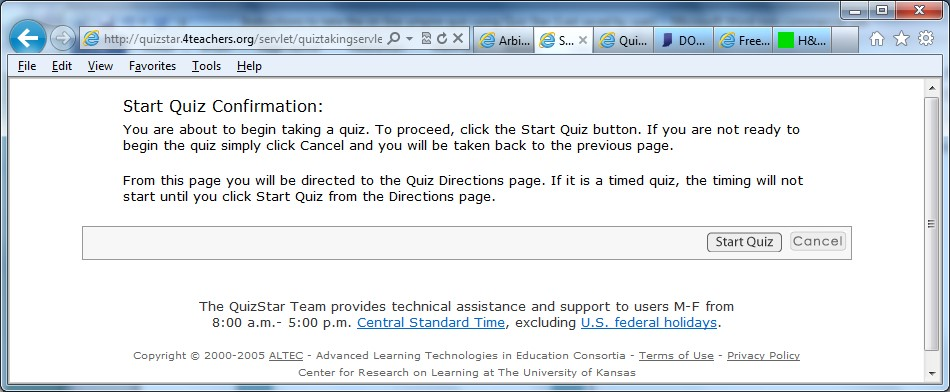 http://quizstar.4teachers.org/servlet/quiztakingservle
Arbi...
S...
Qui...
DO...
Free...
H&...
File Edit View Favorites Tools Help
Start Quiz Confirmation:
You are about to begin taking a quiz. To proceed, click the Start Quiz button. If you are not ready to
begin the quiz simply click Cancel and you will be taken back to the previous page.
From this page you will be directed to the Quiz Directions page. If it is a timed quiz, the timing will not
start until you click Start Quiz from the Directions page.
Start Quiz Cancel
The QuizStar Team provides technical assistance and support to users M-F from
8:00 a.m.- 5:00 p.m. Central Standard Time, excluding U.S. federal holidays.
Copyright © 2000-2005 ALTEC - Advanced Learning Technologies in Education Consortia - Terms of Use - Privacy Policy
Center for Research on Learning at The University of Kansas